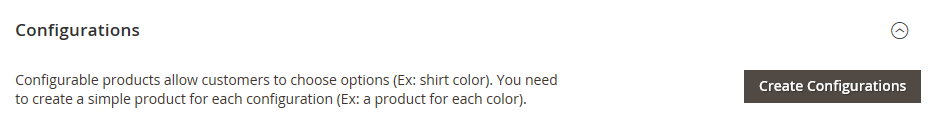 Configurations
Configurable products allow customers to choose options (Ex: shirt color). You need
to create a simple product for each configuration (Ex: a product for each color).
Create Configurations